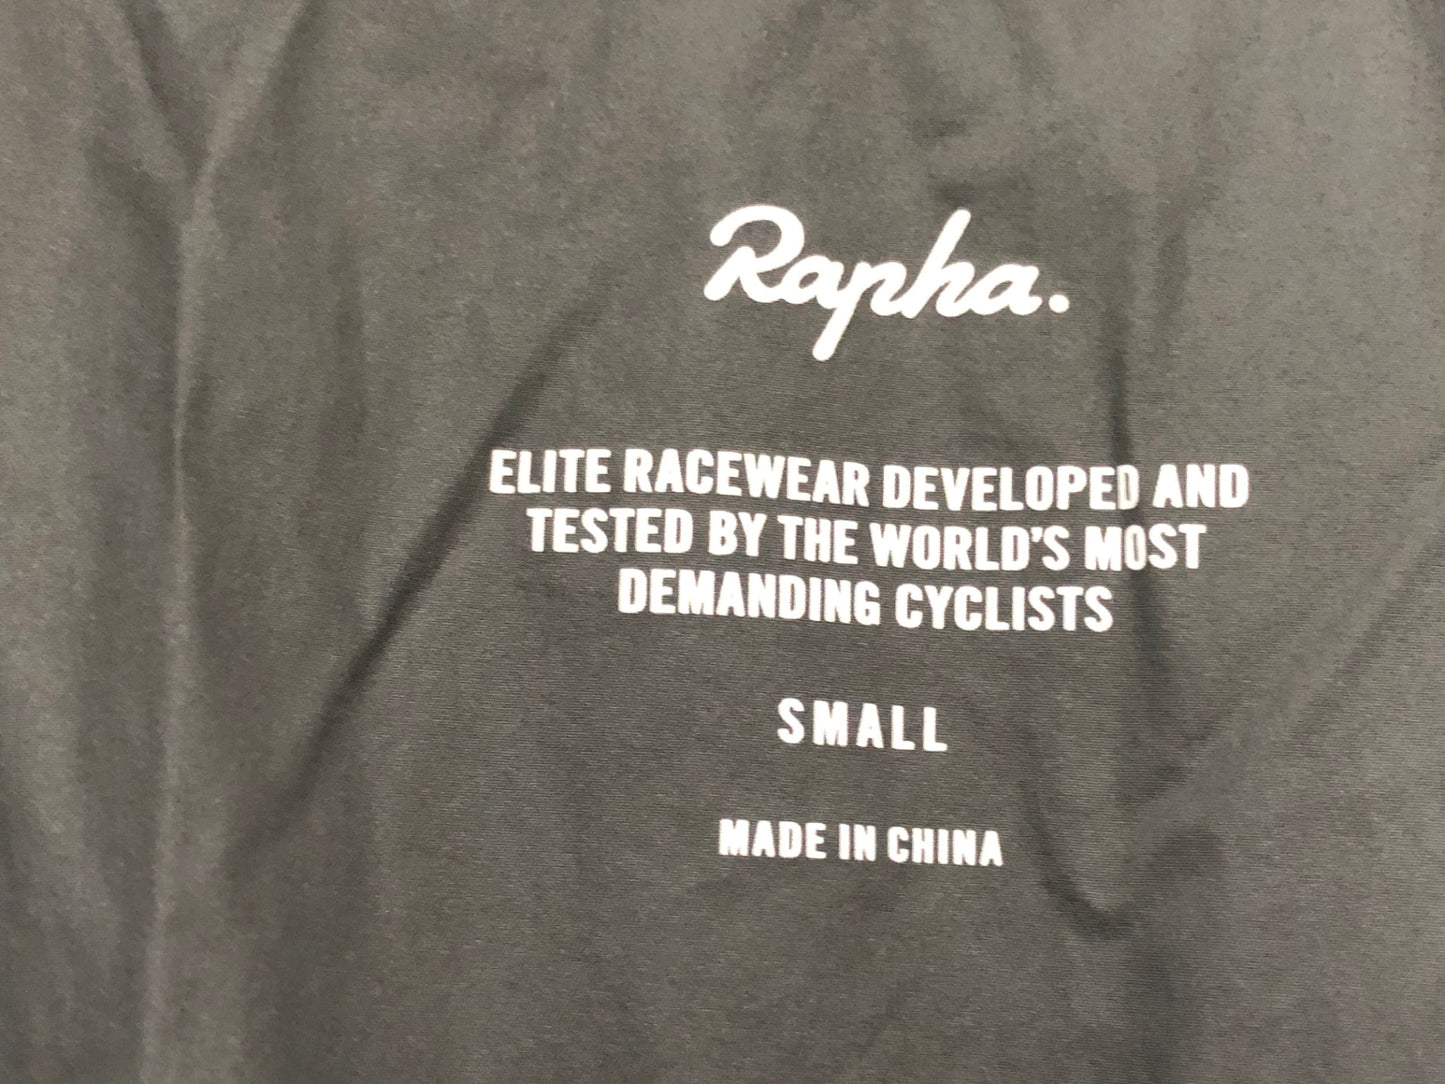 Rapha.
ELITE RACEWEAR DEVELOPED AND
TESTED BY THE WORLD'S MOST
DEMANDING CYCLISTS
SMALL
MADE IN CHINA